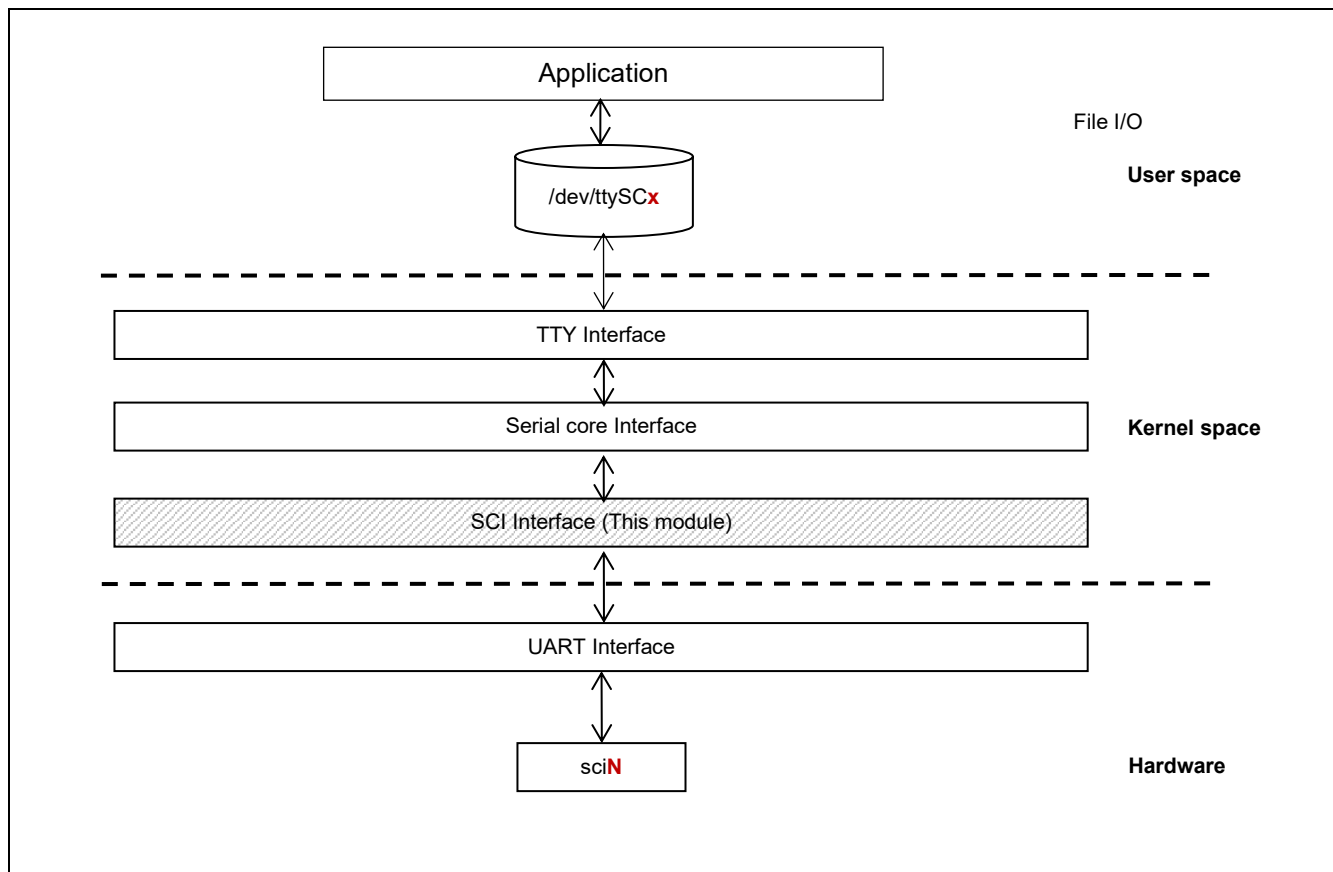 Application
File I/O
/dev/ttySCx
User space
TTY Interface
Serial core Interface
Kernel space
SCI Interface (This module)
UART Interface
sciN
Hardware